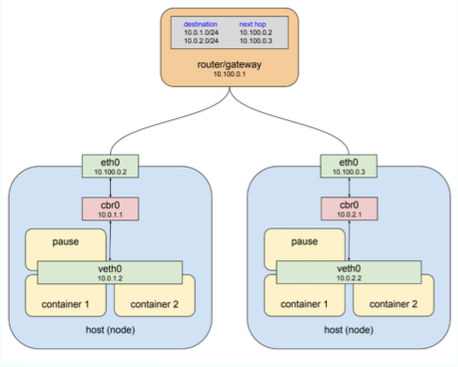 destination next hop
10.0.1.0/24 10.100.0.2
10.0.2.0/24 10.100.0.3
router/gateway
10.100.0.1
eth0
10.100.0.2
cbr0
10.0.1.1
pause
veth0
10.0.1.2
container 1
container 2
host (node)
eth0
10.100.0.3
cbr0
10.0.2.1
pause
veth0
10.0.2.2
container 1
container 2
host (node)